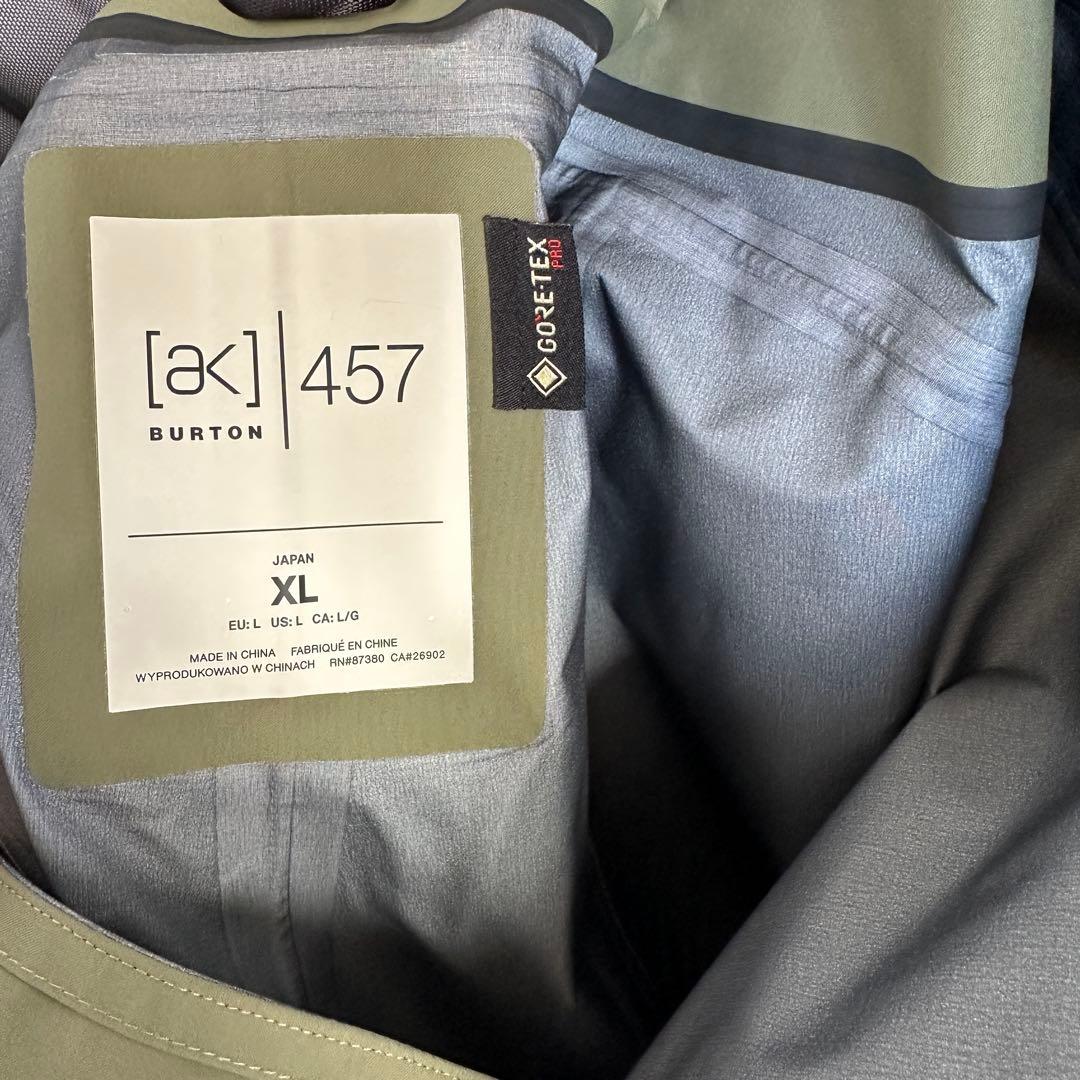 [ak] | 457
BURTON
JAPAN
XL
EU: L US: L CA: L/G
MADE IN CHINA FABRIQUÉ EN CHINE
WYPRODUKOWANO W CHINACH RN#87380 CA#26902
GORE-TEX
PRO